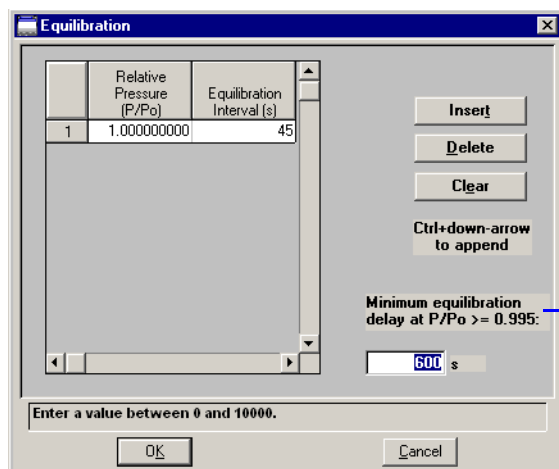 Equilibration
Relative
Pressure
(P/Po)
Equilibration
Interval (s)
1 1.000000000 45
Insert
Delete
Clear
Ctrl+down-arrow
to append
Minimum equilibration
delay at P/Po >= 0.995:
600 s
Enter a value between 0 and 10000.
OK Cancel